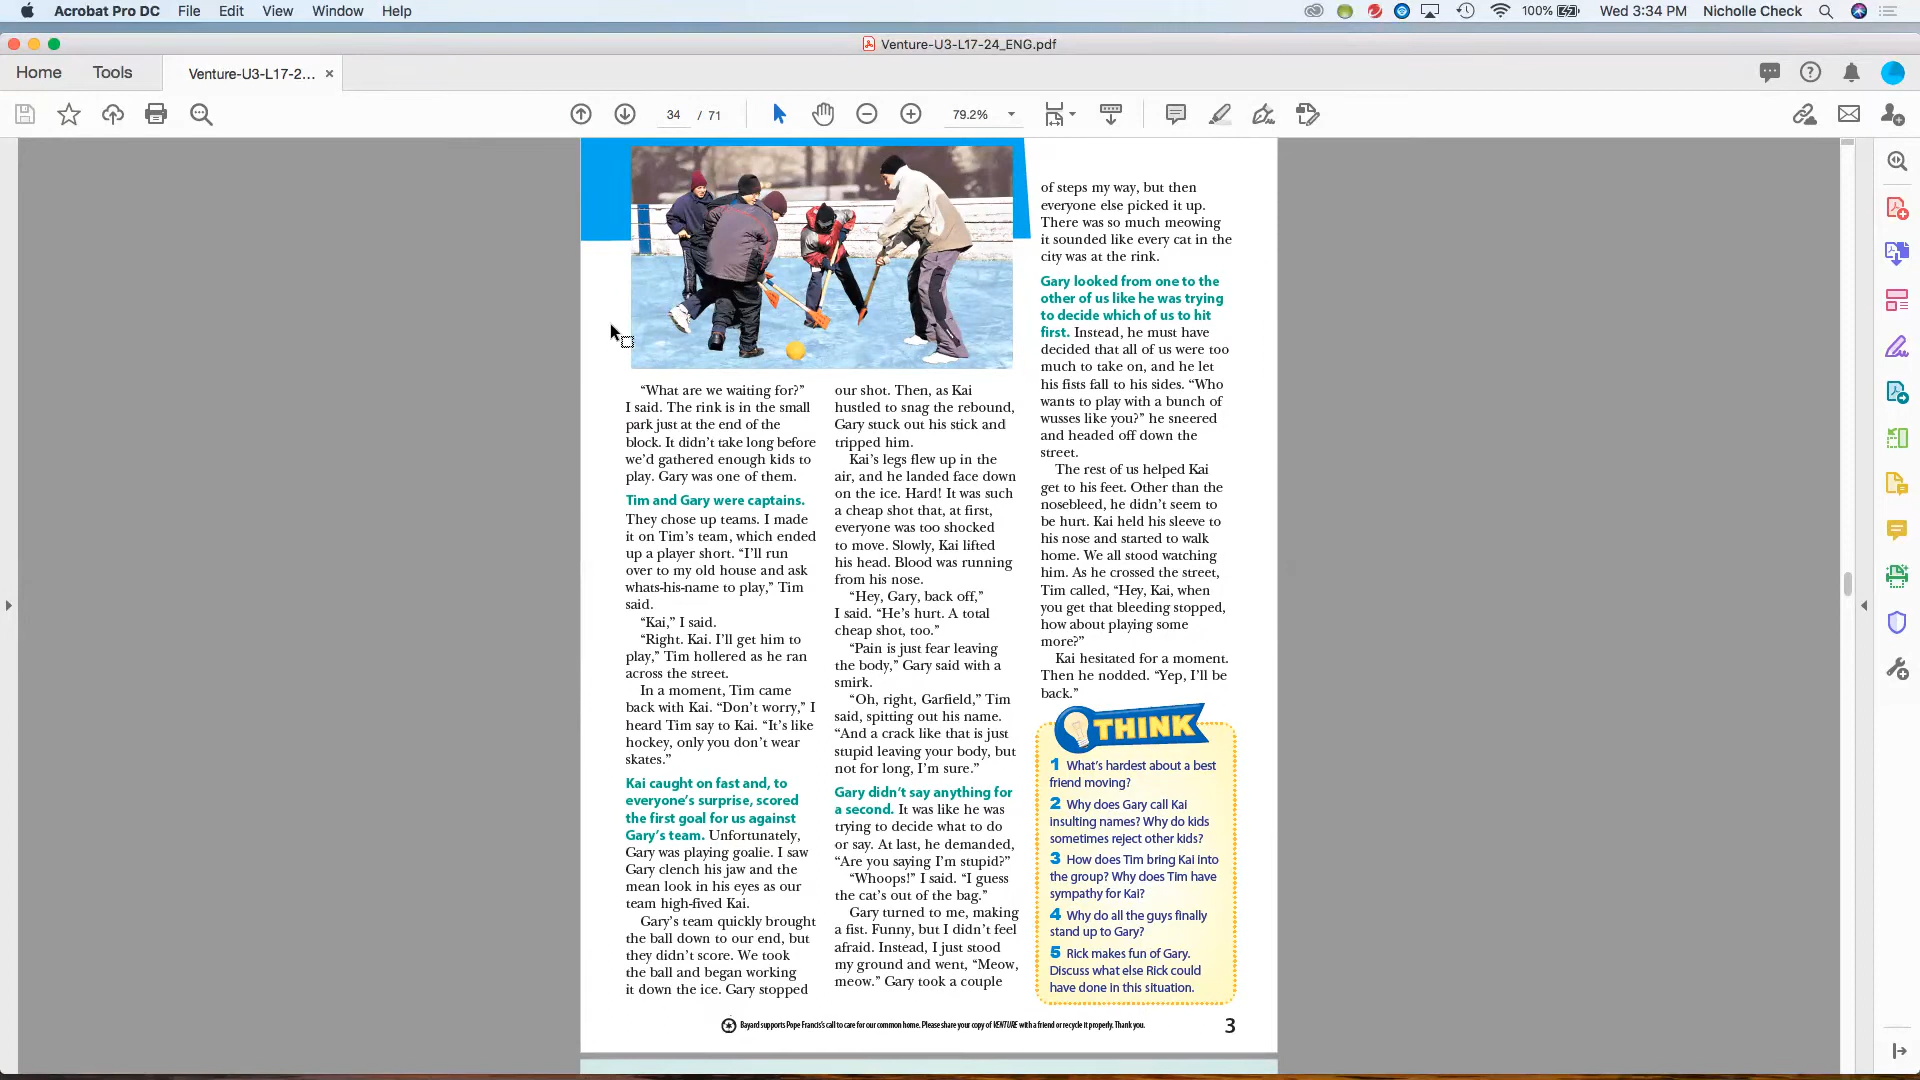 Acrobat Pro DC File Edit View Window Help
100% Wed 3:34 PM Nicholle Check
Venture-U3-L17-24_ENG.pdf
Home Tools Venture-U3-L17-2... ×
34 / 71 79.2%
“What are we waiting for?”
I said. The rink is in the small
park just at the end of the
block. It didn’t take long before
we’d gathered enough kids to
play. Gary was one of them.
Tim and Gary were captains.
They chose up teams. I made
it on Tim’s team, which ended
up a player short. “I’ll run
over to my old house and ask
whats-his-name to play,” Tim
said.
“Kai,” I said.
“Right. Kai. I’ll get him to
play,” Tim hollered as he ran
across the street.
In a moment, Tim came
back with Kai. “Don’t worry,” I
heard Tim say to Kai. “It’s like
hockey, only you don’t wear
skates.”
Kai caught on fast and, to
everyone’s surprise, scored
the first goal for us against
Gary’s team. Unfortunately,
Gary was playing goalie. I saw
Gary clench his jaw and the
mean look in his eyes as our
team high-fived Kai.
Gary’s team quickly brought
the ball down to our end, but
they didn’t score. We took
the ball and began working
it down the ice. Gary stopped
our shot. Then, as Kai
hustled to snag the rebound,
Gary stuck out his stick and
tripped him.
Kai’s legs flew up in the
air, and he landed face down
on the ice. Hard! It was such
a cheap shot that, at first,
everyone was too shocked
to move. Slowly, Kai lifted
his head. Blood was running
from his nose.
“Hey, Gary, back off,”
I said. “He’s hurt. A total
cheap shot, too.”
“Pain is just fear leaving
the body,” Gary said with a
smirk.
“Oh, right, Garfield,” Tim
said, spitting out his name.
“And a crack like that is just
stupid leaving your body, but
not for long, I’m sure.”
Gary didn’t say anything for
a second. It was like he was
trying to decide what to do
or say. At last, he demanded,
“Are you saying I’m stupid?”
“Whoops!” I said. “I guess
the cat’s out of the bag.”
Gary turned to me, making
a fist. Funny, but I didn’t feel
afraid. Instead, I just stood
my ground and went, “Meow,
meow.” Gary took a couple
of steps my way, but then
everyone else picked it up.
There was so much meowing
it sounded like every cat in the
city was at the rink.
Gary looked from one to the
other of us like he was trying
to decide which of us to hit
first. Instead, he must have
decided that all of us were too
much to take on, and he let
his fists fall to his sides. “Who
wants to play with a bunch of
wusses like you?” he sneered
and headed off down the
street.
The rest of us helped Kai
get to his feet. Other than the
nosebleed, he didn’t seem to
be hurt. Kai held his sleeve to
his nose and started to walk
home. We all stood watching
him. As he crossed the street,
Tim called, “Hey, Kai, when
you get that bleeding stopped,
how about playing some
more?”
Kai hesitated for a moment.
Then he nodded. “Yep, I’ll be
back.”
THINK
1 What’s hardest about a best
friend moving?
2 Why does Gary call Kai
insulting names? Why do kids
sometimes reject other kids?
3 How does Tim bring Kai into
the group? Why does Tim have
sympathy for Kai?
4 Why do all the guys finally
stand up to Gary?
5 Rick makes fun of Gary.
Discuss what else Rick could
have done in this situation.
Bayard supports Pope Francis’s call to care for our common home. Please share your copy of VENTURE with a friend or recycle it properly. Thank you.
3